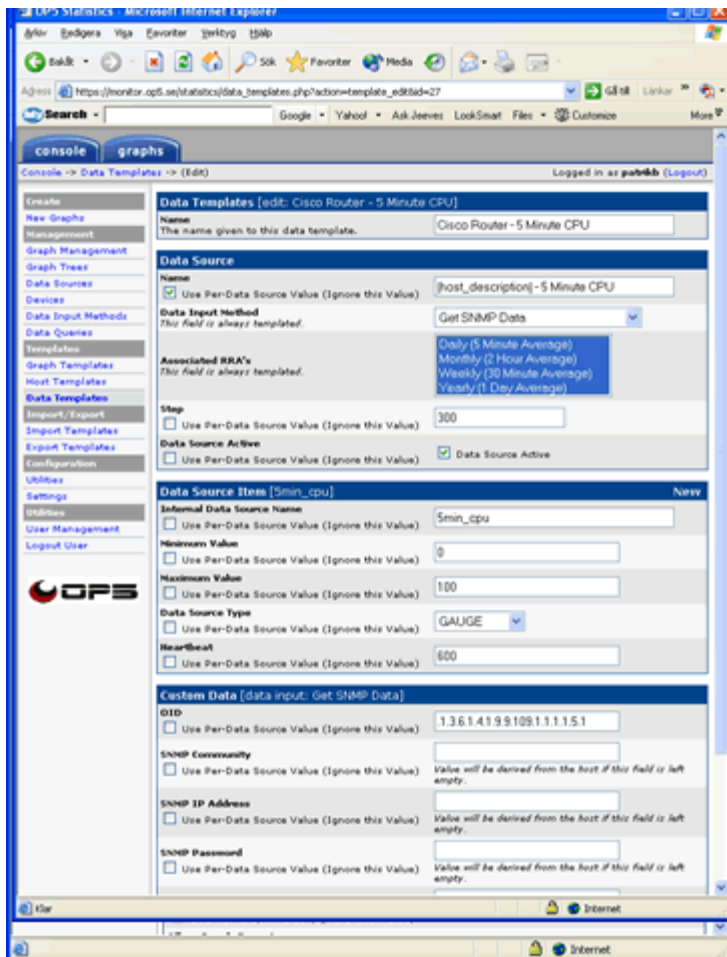 OP5 Statistics - Microsoft Internet Explorer
Arkiv Redigera Visa Favoriter Verktyg Hjälp
Bakåt Sök Favoriter Media
Adress https://monitor.op5.se/statistics/data_templates.php?action=template_edit&id=27 Gå till Länkar
My Search Google Yahoo! Ask Jeeves LookSmart Files Customize More
console graphs
Console -> Data Templates -> (Edit) Logged in as patrikb (Logout)
Create
New Graphs
Management
Graph Management
Graph Trees
Data Sources
Devices
Data Input Methods
Data Queries
Templates
Graph Templates
Host Templates
Data Templates
Import/Export
Import Templates
Export Templates
Configuration
Utilities
Settings
Utilities
User Management
Logout User
OP5
Data Templates [edit: Cisco Router - 5 Minute CPU]
Name
The name given to this data template.
Cisco Router - 5 Minute CPU
Data Source
Name
Use Per-Data Source Value (Ignore this Value)
|host_description| - 5 Minute CPU
Data Input Method
This field is always templated.
Get SNMP Data
Associated RRA's
This field is always templated.
Daily (5 Minute Average)
Monthly (2 Hour Average)
Weekly (30 Minute Average)
Yearly (1 Day Average)
Step
Use Per-Data Source Value (Ignore this Value)
300
Data Source Active
Use Per-Data Source Value (Ignore this Value)
Data Source Active
Data Source Item [5min_cpu] New
Internal Data Source Name
Use Per-Data Source Value (Ignore this Value)
5min_cpu
Minimum Value
Use Per-Data Source Value (Ignore this Value)
0
Maximum Value
Use Per-Data Source Value (Ignore this Value)
100
Data Source Type
Use Per-Data Source Value (Ignore this Value)
GAUGE
Heartbeat
Use Per-Data Source Value (Ignore this Value)
600
Custom Data [data input: Get SNMP Data]
OID
Use Per-Data Source Value (Ignore this Value)
.1.3.6.1.4.1.9.9.109.1.1.1.1.5.1
SNMP Community
Use Per-Data Source Value (Ignore this Value)
Value will be derived from the host if this field is left
empty.
SNMP IP Address
Use Per-Data Source Value (Ignore this Value)
Value will be derived from the host if this field is left
empty.
SNMP Password
Use Per-Data Source Value (Ignore this Value)
Value will be derived from the host if this field is left
empty.
Klar Internet
Internet